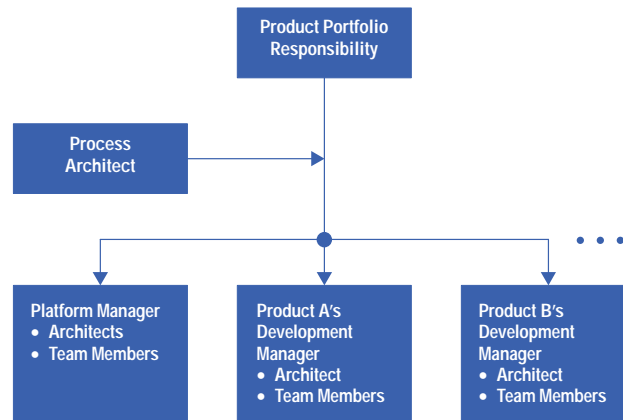 Product Portfolio
Responsibility
Process
Architect
• • •
Platform Manager
• Architects
• Team Members
Product A's
Development
Manager
• Architect
• Team Members
Product B's
Development
Manager
• Architect
• Team Members